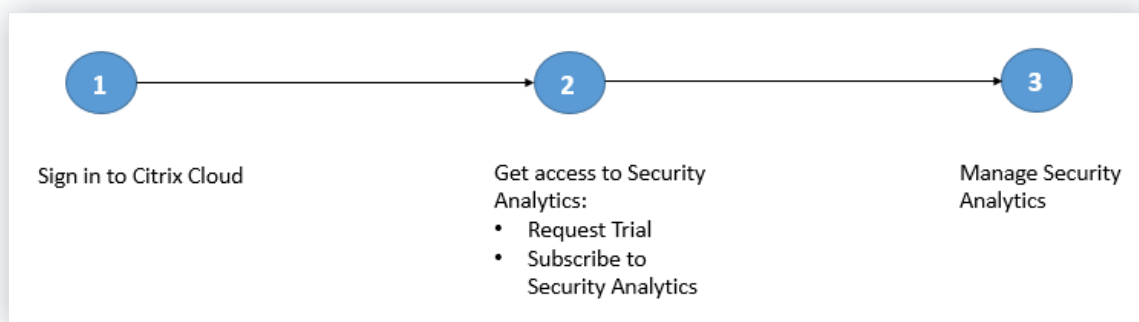 1
2
3
Sign in to Citrix Cloud
Get access to Security
Analytics:
• Request Trial
• Subscribe to
Security Analytics
Manage Security
Analytics